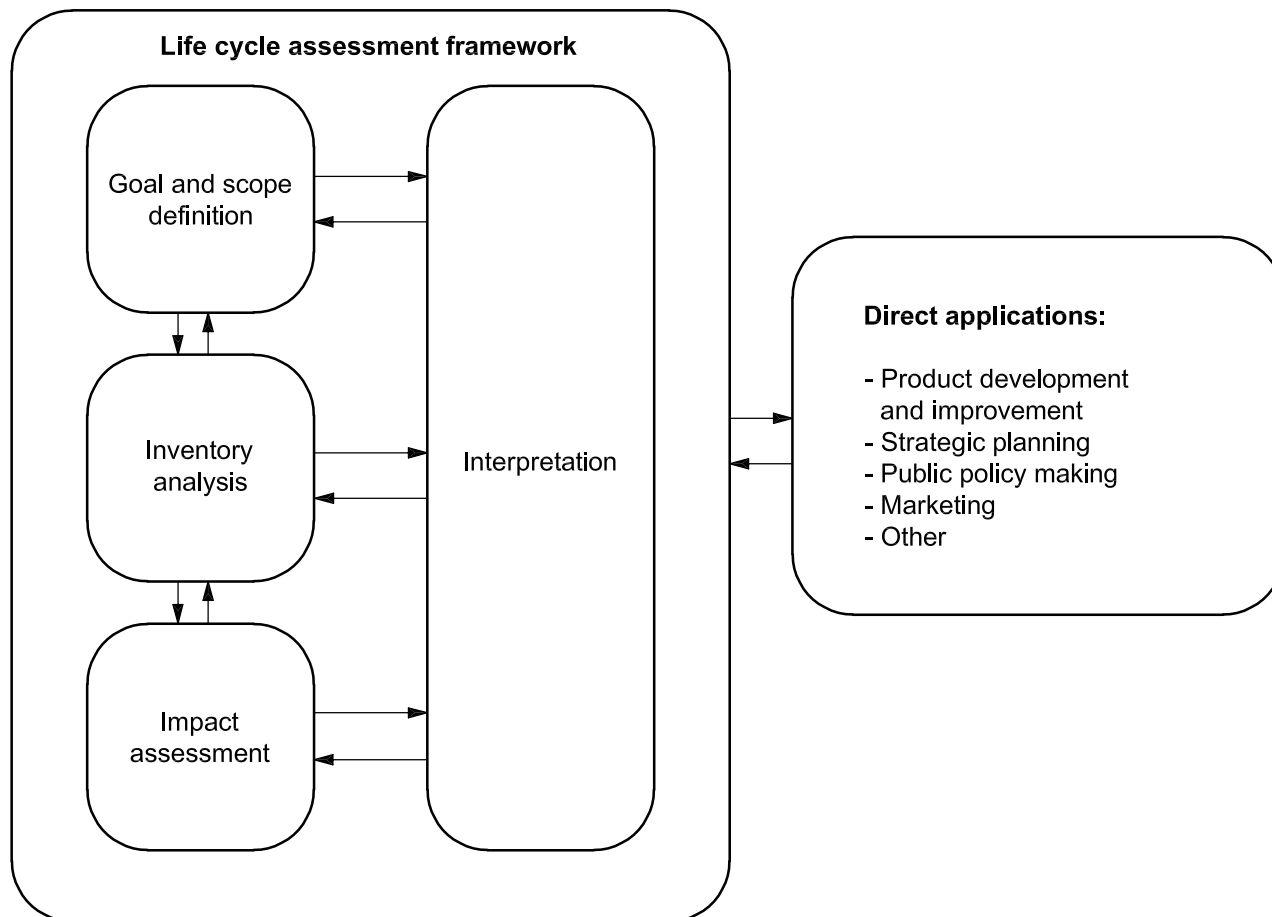 Life cycle assessment framework
Goal and scope
definition
Inventory
analysis
Impact
assessment
Interpretation
Direct applications:
- Product development
and improvement
- Strategic planning
- Public policy making
- Marketing
- Other